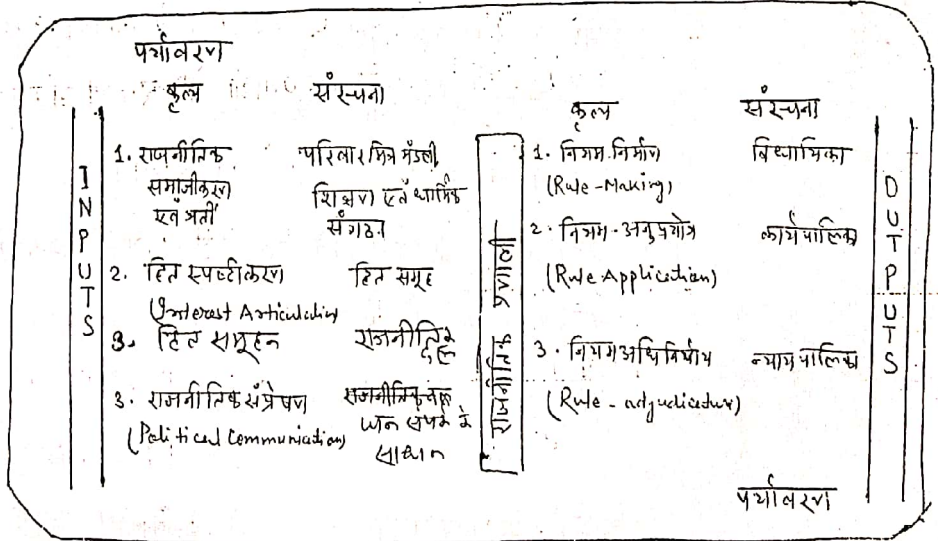 पर्यावरण
कृत्य संरचना
INPUTS
1. राजनीतिक परिवार मित्र मंडली
समाजीकरण शिक्षण एवं धार्मिक
एवं भर्ती संगठन
2. हित स्पष्टीकरण हित समूह
(Interest Articulation)
3. हित समूहन राजनीतिक दल
3. राजनीतिक संप्रेषण
(Political Communication) जन संपर्क के
साधन
राजनीतिक प्रणाली
कृत्य संरचना
1. नियम-निर्माण विधायिका
(Rule-Making)
2. नियम-अनुप्रयोग कार्यपालिका
(Rule Application)
3. नियम अधिनिर्णय न्यायपालिका
(Rule-adjudication)
OUTPUTS
पर्यावरण